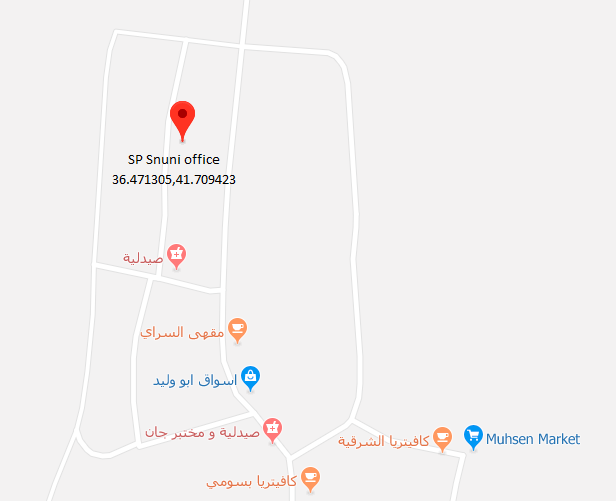 SP Snuni office
36.471305,41.709423
صيدلية
مقهى السراي
اسواق ابو وليد
صيدلية و مختبر جان
كافيتريا الشرقية
Muhsen Market
كافيتريا بسومي